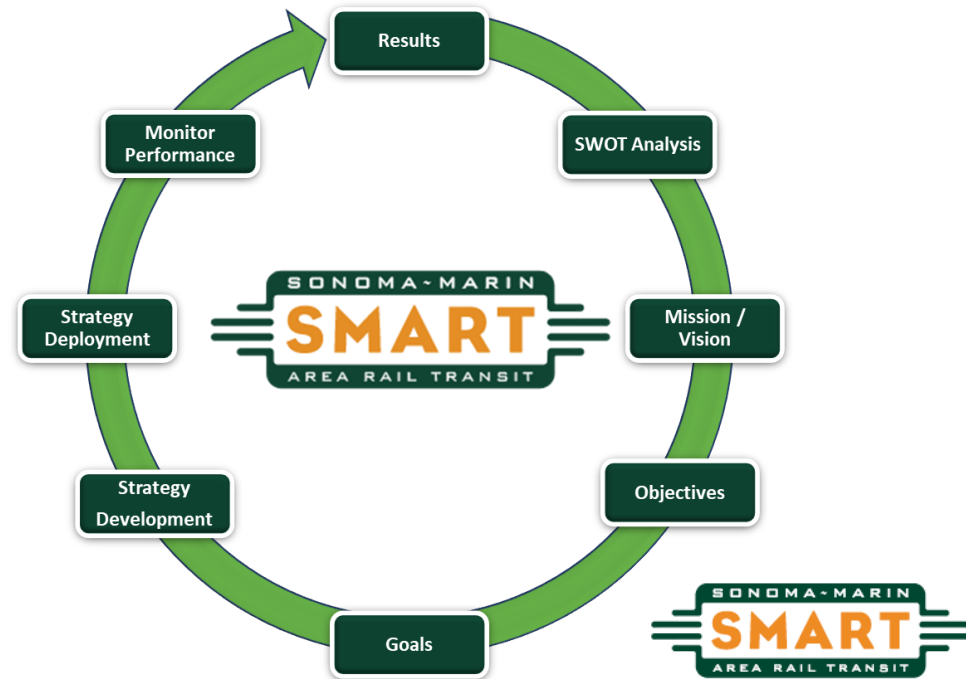 Results
SWOT Analysis
Mission /
Vision
Objectives
Goals
Strategy
Development
Strategy
Deployment
Monitor
Performance
SONOMA~MARIN
SMART
AREA RAIL TRANSIT
SONOMA~MARIN
SMART
AREA RAIL TRANSIT